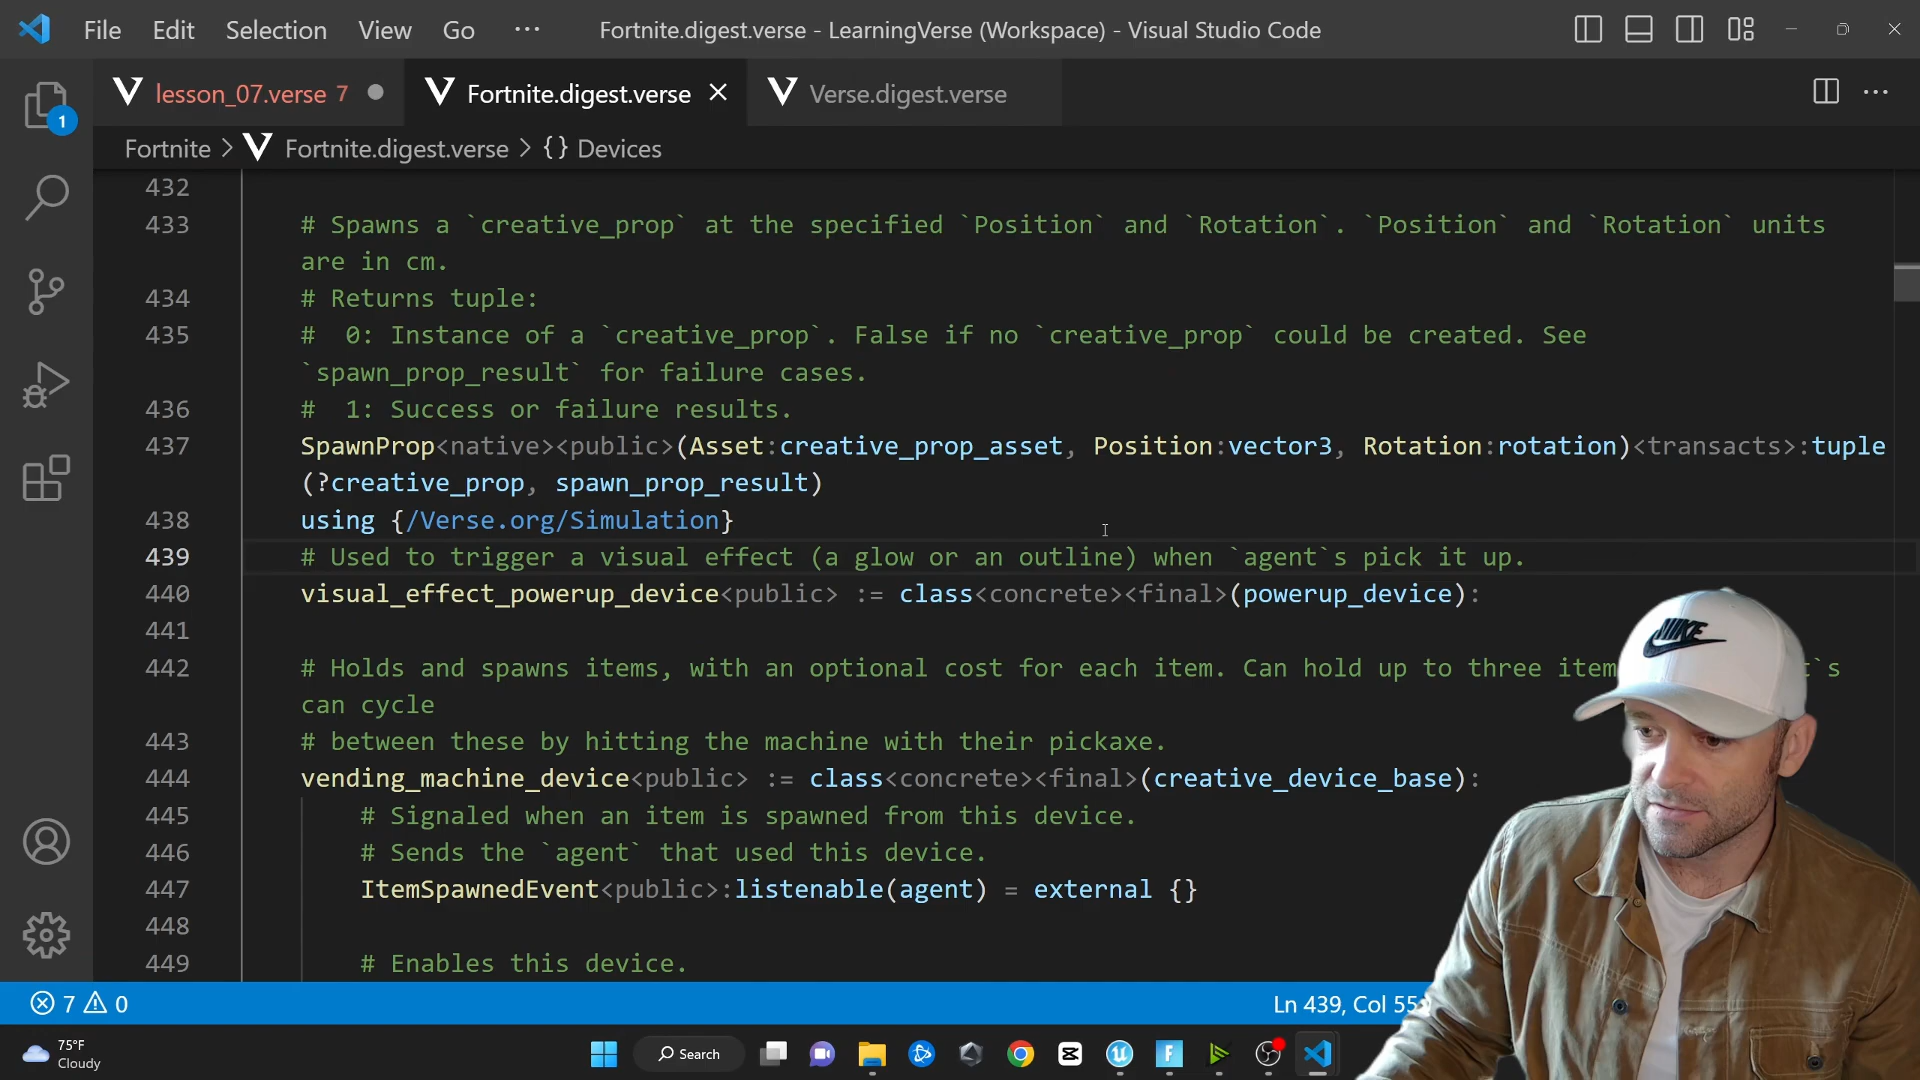 File Edit Selection View Go ··· Fortnite.digest.verse - LearningVerse (Workspace) - Visual Studio Code
lesson_07.verse 7 Fortnite.digest.verse Verse.digest.verse
1
Fortnite > Fortnite.digest.verse > {} Devices
432
433 # Spawns a `creative_prop` at the specified `Position` and `Rotation`. `Position` and `Rotation` units
are in cm.
434 # Returns tuple:
435 #  0: Instance of a `creative_prop`. False if no `creative_prop` could be created. See
`spawn_prop_result` for failure cases.
436 #  1: Success or failure results.
437 SpawnProp<native><public>(Asset:creative_prop_asset, Position:vector3, Rotation:rotation)<transacts>:tuple
(?creative_prop, spawn_prop_result)
438 using {/Verse.org/Simulation}
439 # Used to trigger a visual effect (a glow or an outline) when `agent`s pick it up.
440 visual_effect_powerup_device<public> := class<concrete><final>(powerup_device):
441
442 # Holds and spawns items, with an optional cost for each item. Can hold up to three item `s
can cycle
443 # between these by hitting the machine with their pickaxe.
444 vending_machine_device<public> := class<concrete><final>(creative_device_base):
445 # Signaled when an item is spawned from this device.
446 # Sends the `agent` that used this device.
447 ItemSpawnedEvent<public>:listenable(agent) = external {}
448
449 # Enables this device.
NIKE
7 0 Ln 439, Col 55
75°F
Cloudy
Search